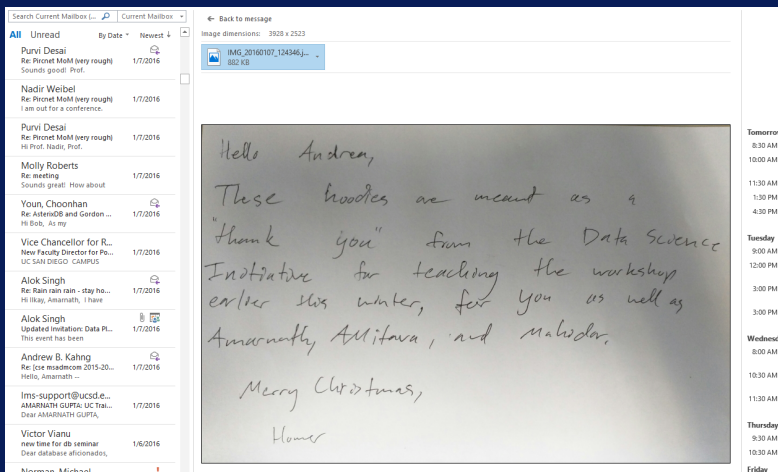 Search Current Mailbox (... Current Mailbox
All Unread By Date Newest ↓
Purvi Desai
Re: Pircnet MoM (very rough) 1/7/2016
Sounds good! Prof.
Nadir Weibel
Re: Pircnet MoM (very rough) 1/7/2016
I am out for a conference.
Purvi Desai
Re: Pircnet MoM (very rough) 1/7/2016
Hi Prof. Nadir, Prof.
Molly Roberts
Re: meeting 1/7/2016
Sounds great! How about
Youn, Choonhan
Re: AsterixDB and Gordon ... 1/7/2016
Hi Bob, As my
Vice Chancellor for R...
New Faculty Director for Po... 1/7/2016
UC SAN DIEGO CAMPUS
Alok Singh
Re: Rain rain rain - stay ho... 1/7/2016
Hi Ilkay, Amarnath, I have
Alok Singh
Updated Invitation: Data Pl... 1/7/2016
This event has been
Andrew B. Kahng
Re: [cse msadmcom 2015-20... 1/7/2016
Hello, Amarnath --
lms-support@ucsd.e...
AMARNATH GUPTA: UC Trai... 1/7/2016
Dear AMARNATH GUPTA,
Victor Vianu
new time for db seminar 1/6/2016
Dear database aficionados,
Norman, Michael
← Back to message
Image dimensions: 3928 x 2523
IMG_20160107_124346.j...
882 KB
Hello Andrea,
These hoodies are meant as a
"thank you" from the Data Science
Initiative for teaching the workshop
earlier this winter, for you as well as
Amarnath, AMitava, and Mahidar.
Merry Christmas,
Homer
Tomorrow
8:30 AM
10:00 AM
11:30 AM
1:30 PM
4:30 PM
Tuesday
9:00 AM
12:00 PM
3:00 PM
3:00 PM
Wednesd
8:00 AM
10:30 AM
11:30 AM
Thursday
9:30 AM
10:30 AM
Friday